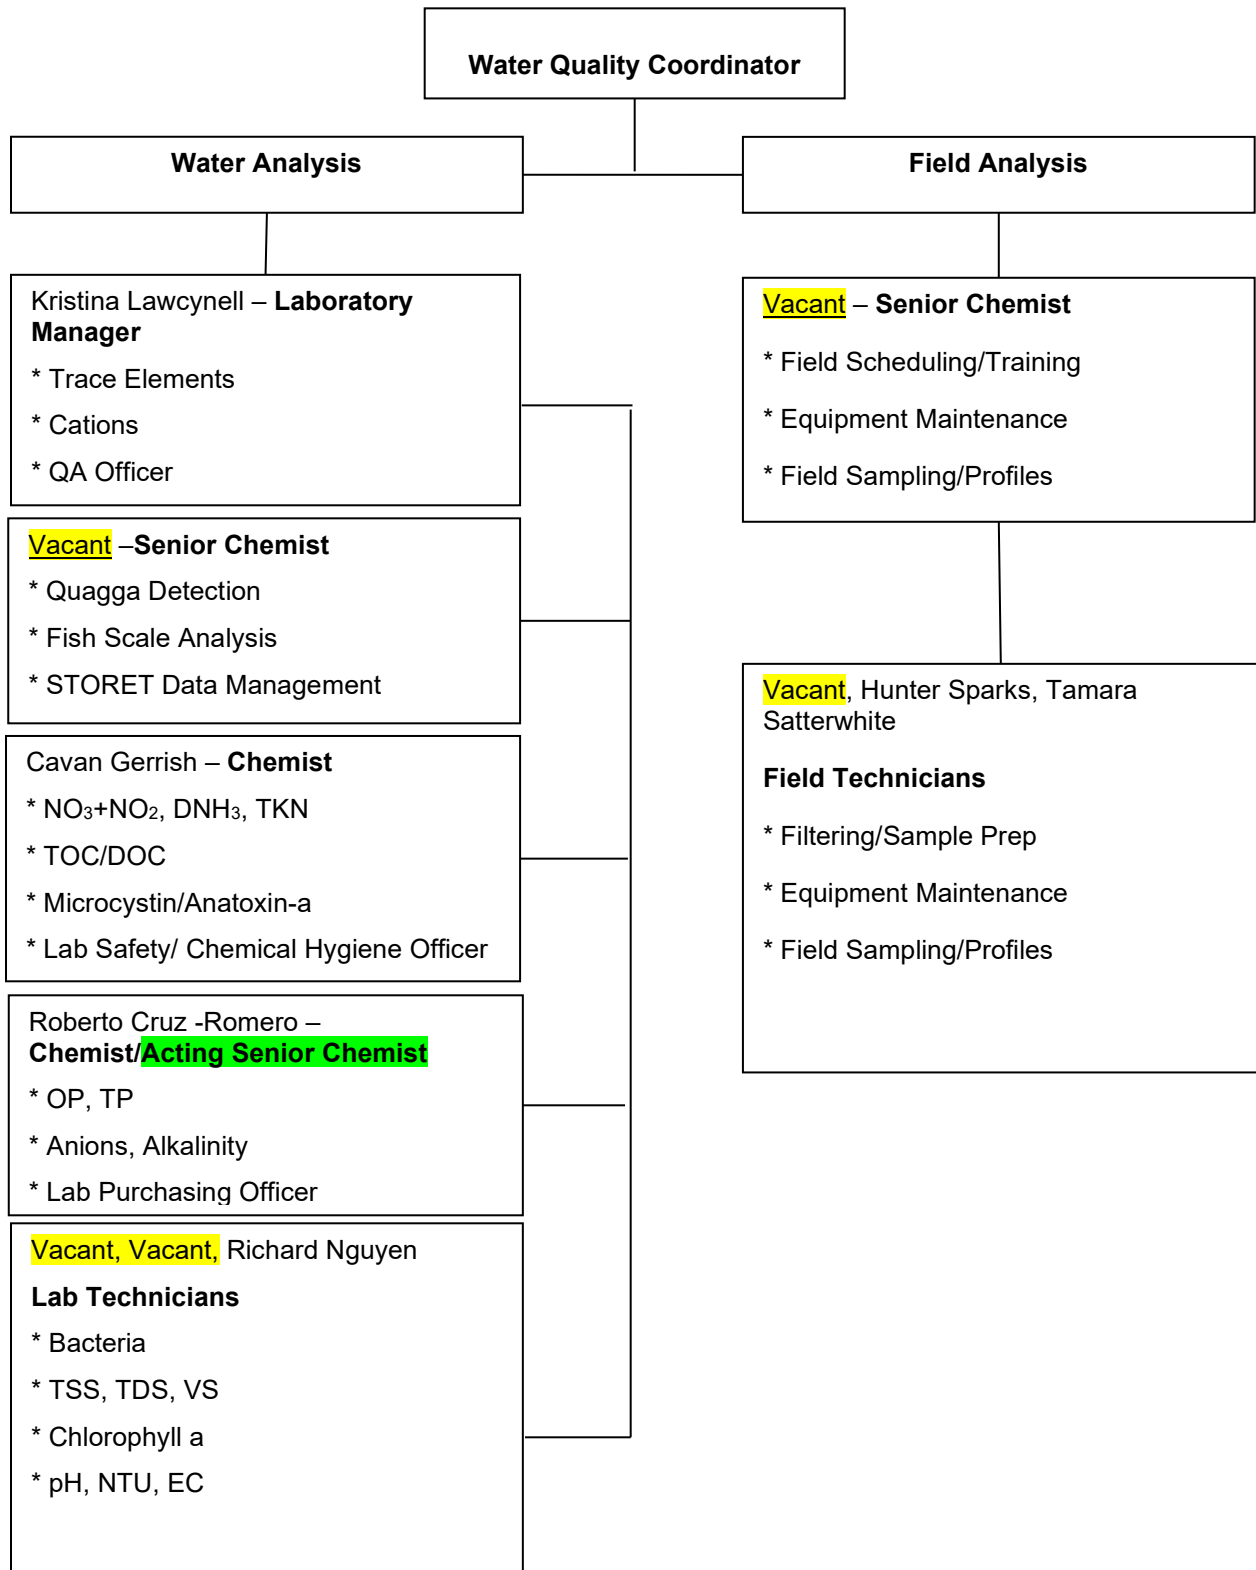 Water Quality Coordinator
Water Analysis
Field Analysis
Kristina Lawcynell – Laboratory
Manager
* Trace Elements
* Cations
* QA Officer
Vacant –Senior Chemist
* Quagga Detection
* Fish Scale Analysis
* STORET Data Management
Cavan Gerrish – Chemist
* NO₃+NO₂, DNH₃, TKN
* TOC/DOC
* Microcystin/Anatoxin-a
* Lab Safety/ Chemical Hygiene Officer
Roberto Cruz -Romero –
Chemist/Acting Senior Chemist
* OP, TP
* Anions, Alkalinity
* Lab Purchasing Officer
Vacant, Vacant, Richard Nguyen
Lab Technicians
* Bacteria
* TSS, TDS, VS
* Chlorophyll a
* pH, NTU, EC
Vacant – Senior Chemist
* Field Scheduling/Training
* Equipment Maintenance
* Field Sampling/Profiles
Vacant, Hunter Sparks, Tamara
Satterwhite
Field Technicians
* Filtering/Sample Prep
* Equipment Maintenance
* Field Sampling/Profiles